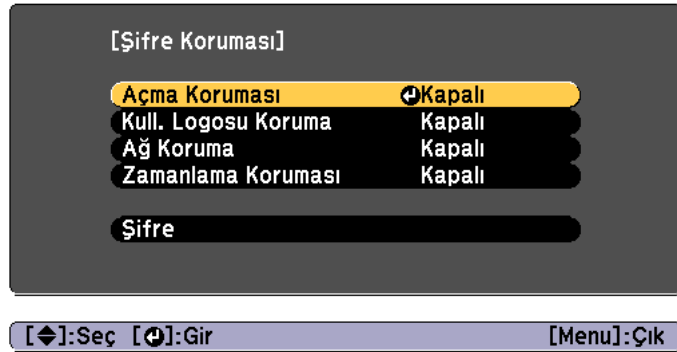 [Şifre Koruması]
Açma Koruması Kapalı
Kull. Logosu Koruma Kapalı
Ağ Koruma Kapalı
Zamanlama Koruması Kapalı
Şifre
[◆]:Seç [↵]:Gir [Menu]:Çık